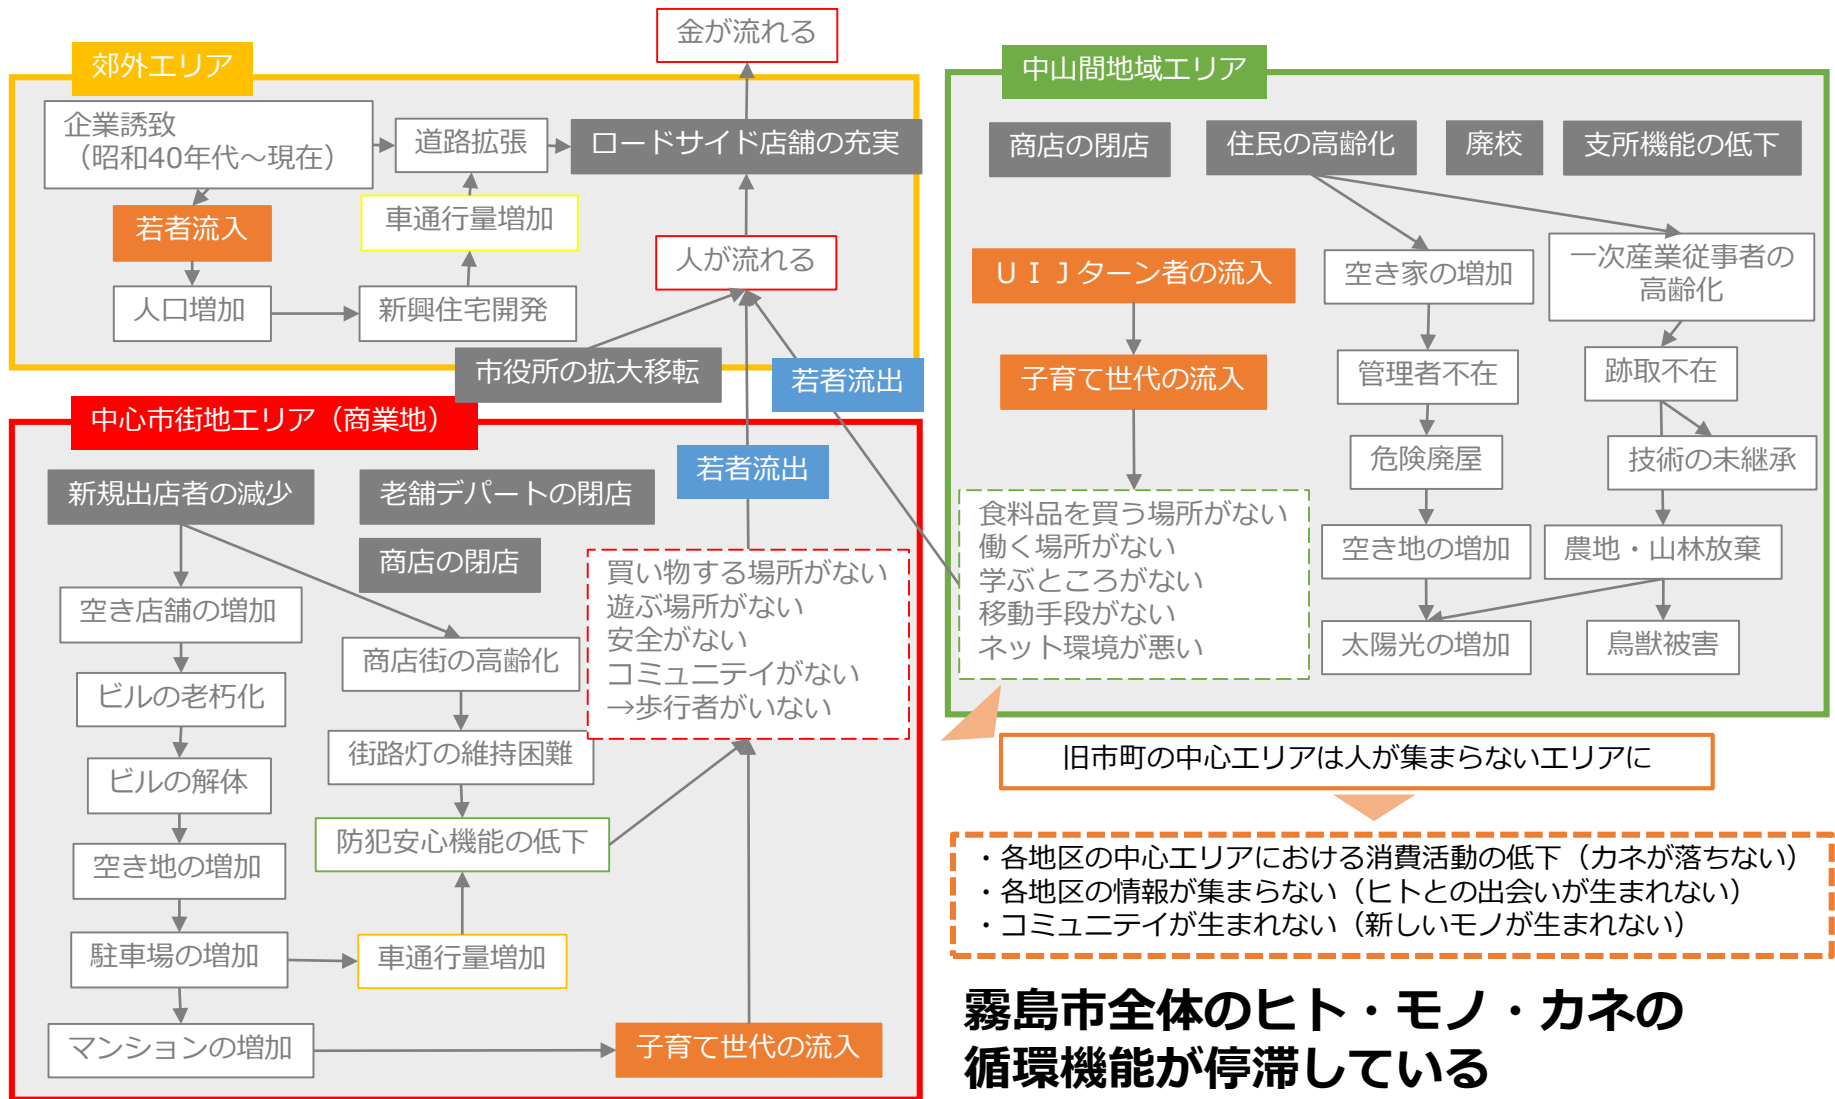 金が流れる
郊外エリア
企業誘致
（昭和40年代～現在）
道路拡張
ロードサイド店舗の充実
若者流入
車通行量増加
人が流れる
人口増加
新興住宅開発
市役所の拡大移転
若者流出
中心市街地エリア（商業地）
若者流出
新規出店者の減少
老舗デパートの閉店
商店の閉店
空き店舗の増加
商店街の高齢化
買い物する場所がない
遊ぶ場所がない
安全がない
コミュニテイがない
→歩行者がいない
ビルの老朽化
街路灯の維持困難
ビルの解体
防犯安心機能の低下
空き地の増加
駐車場の増加
車通行量増加
マンションの増加
子育て世代の流入
中山間地域エリア
商店の閉店
住民の高齢化
廃校
支所機能の低下
ＵＩＪターン者の流入
空き家の増加
一次産業従事者の
高齢化
子育て世代の流入
管理者不在
跡取不在
危険廃屋
技術の未継承
食料品を買う場所がない
働く場所がない
学ぶところがない
移動手段がない
ネット環境が悪い
空き地の増加
農地・山林放棄
太陽光の増加
鳥獣被害
旧市町の中心エリアは人が集まらないエリアに
・各地区の中心エリアにおける消費活動の低下（カネが落ちない）
・各地区の情報が集まらない（ヒトとの出会いが生まれない）
・コミュニテイが生まれない（新しいモノが生まれない）
霧島市全体のヒト・モノ・カネの
循環機能が停滞している